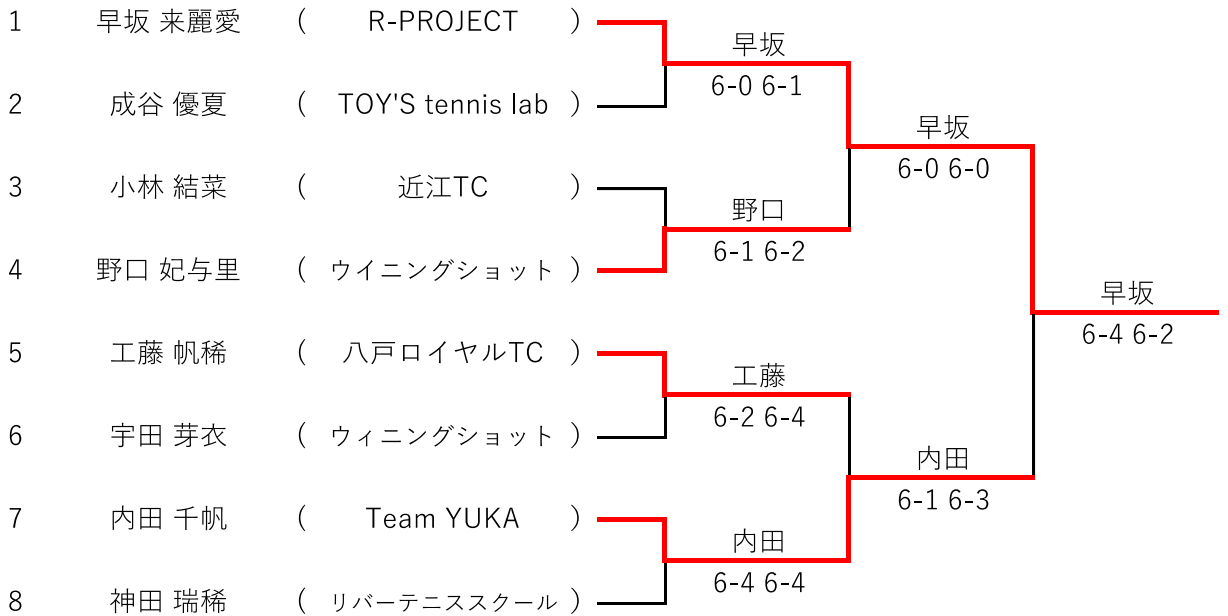 1 早坂 来麗愛 ( R-PROJECT )
早坂
6-0 6-1
2 成谷 優夏 ( TOY'S tennis lab )
早坂
6-0 6-0
3 小林 結菜 ( 近江TC )
野口
6-1 6-2
4 野口 妃与里 ( ウイニングショット )
早坂
6-4 6-2
5 工藤 帆稀 ( 八戸ロイヤルTC )
工藤
6-2 6-4
6 宇田 芽衣 ( ウィニングショット )
内田
6-1 6-3
7 内田 千帆 ( Team YUKA )
内田
6-4 6-4
8 神田 瑞稀 ( リバーテニススクール )